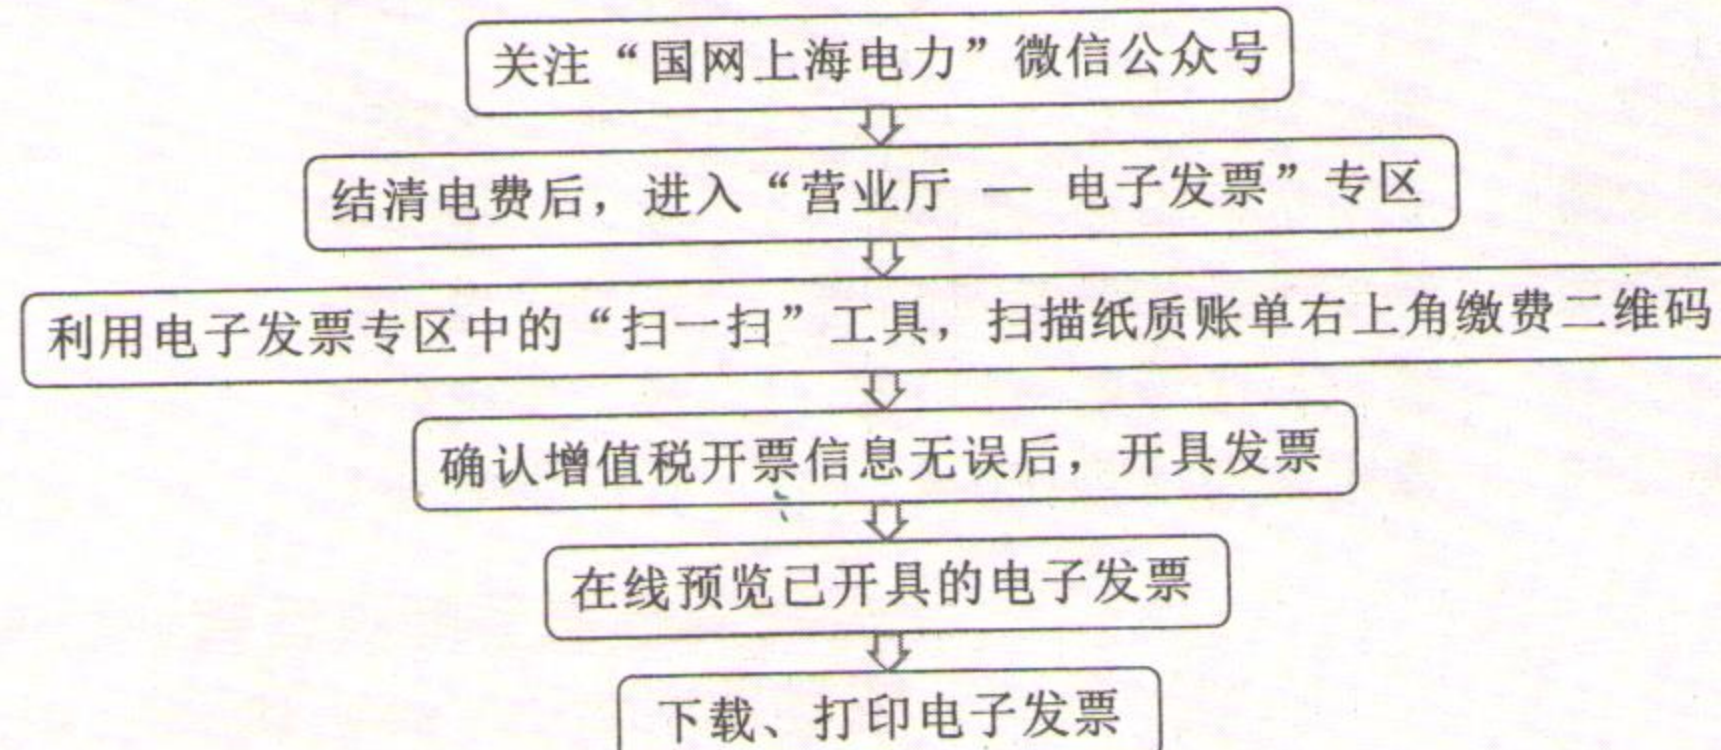 关注“国网上海电力”微信公众号
结清电费后，进入“营业厅 — 电子发票”专区
利用电子发票专区中的“扫一扫”工具，扫描纸质账单右上角缴费二维码
确认增值税开票信息无误后，开具发票
在线预览已开具的电子发票
下载、打印电子发票